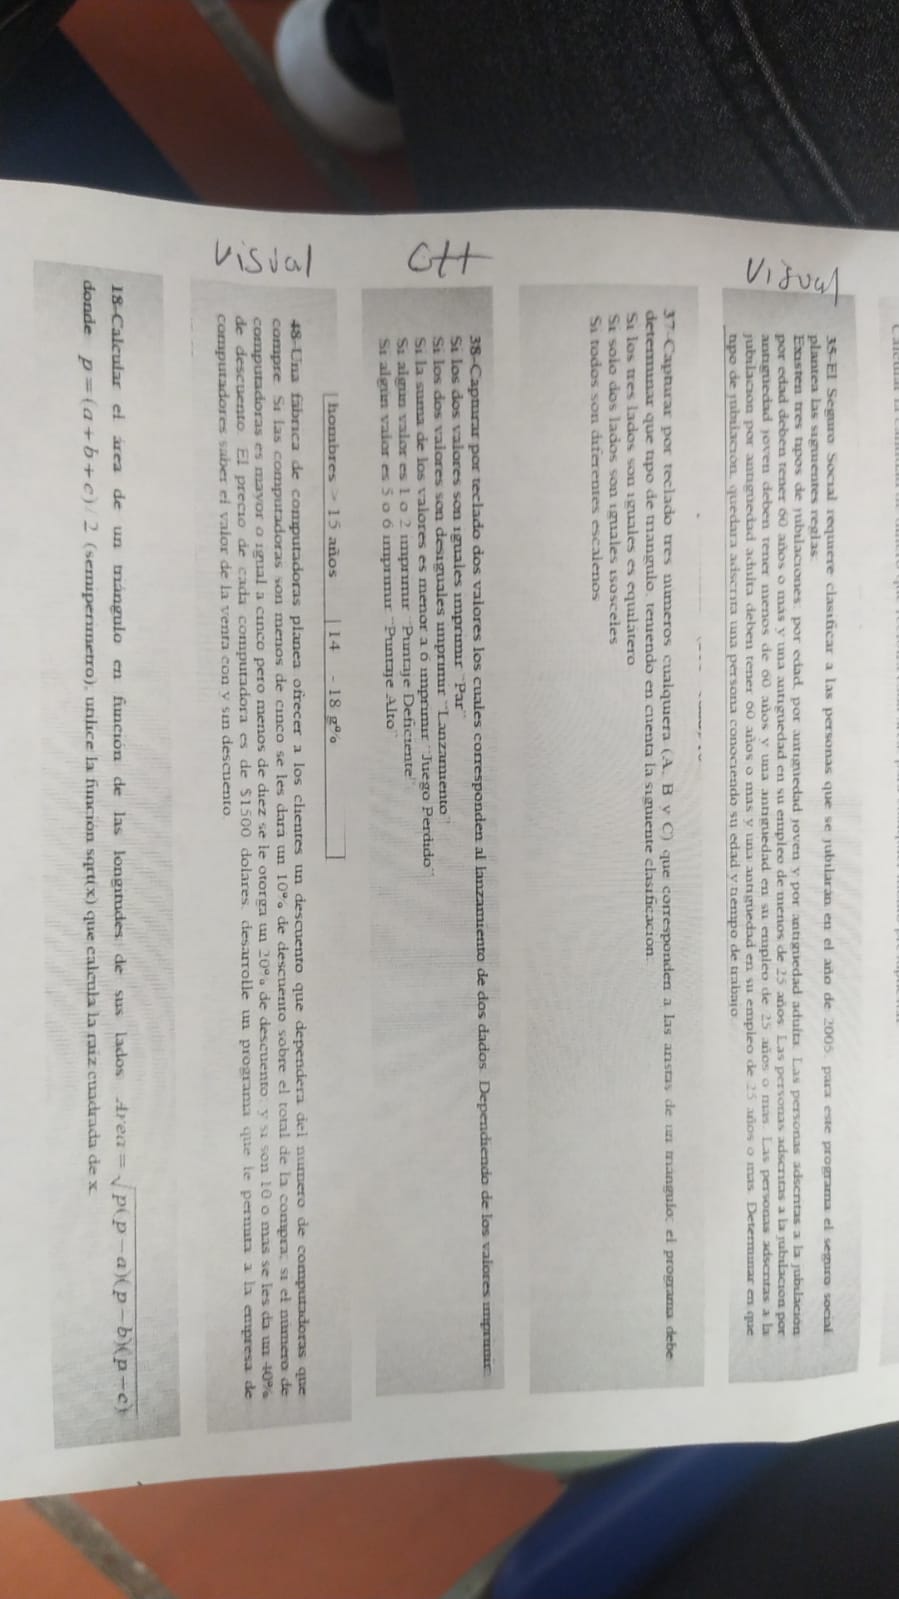 Visual
35-El Seguro Social requiere clasificar a las personas que se jubilarán en el año de 2005. para este programa el seguro social
plantea las siguientes reglas.
Existen tres tipos de jubilaciones: por edad, por antigüedad joven y por antigüedad adulta. Las personas adscritas a la jubilación
por edad deben tener 60 años o mas y una antigüedad en su empleo de menos de 25 años. Las personas adscritas a la jubilacion por
antigüedad joven deben tener menos de 60 años y una antigüedad en su empleo de 25 años o mas. Las personas adscritas a la
jubilación por antigüedad adulta deben tener 60 años o mas y una antigüedad en su empleo de 25 años o mas. Determinar en que
tipo de jubilación, quedara adscrita una persona conociendo su edad y tiempo de trabajo.
37-Capturar por teclado tres números cualquiera (A, B y C) que corresponden a las aristas de un triángulo; el programa debe
determinar que tipo de triangulo, teniendo en cuenta la siguiente clasificación.
Si los tres lados son iguales es equilátero
Si solo dos lados son iguales isosceles
Si todos son diferentes escalenos
C++
38-Capturar por teclado dos valores los cuales corresponden al lanzamiento de dos dados. Dependiendo de los valores imprimir:
Si los dos valores son iguales imprimir "Par"
Si los dos valores son desiguales imprimir "Lanzamiento"
Si la suma de los valores es menor a 6 imprimir "Juego Perdido"
Si algun valor es 1 o 2 imprimir "Puntaje Deficiente"
Si algún valor es 5 o 6 imprimir "Puntaje Alto"
hombres > 15 años 14 - 18 g%
Visual
48-Una fábrica de computadoras planea ofrecer a los clientes un descuento que dependerá del numero de computadoras que
compre. Si las computadoras son menos de cinco se les dará un 10% de descuento sobre el total de la compra; si el número de
computadoras es mayor o igual a cinco pero menos de diez se le otorga un 20% de descuento; y si son 10 o mas se les da un 40%
de descuento. El precio de cada computadora es de $1500 dolares. desarrolle un programa que le permita a la empresa de
computadores saber el valor de la venta con y sin descuento.
18-Calcular el área de un triángulo en función de las longitudes de sus lados Area = √p(p−a)(p−b)(p−c)
donde p = (a + b + c) / 2 (semiperímetro), utilice la función sqrt(x) que calcula la raíz cuadrada de x.